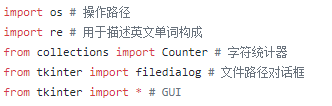 import os # 操作路径
import re # 用于描述英文单词构成
from collections import Counter # 字符统计器
from tkinter import filedialog # 文件路径对话框
from tkinter import * # GUI